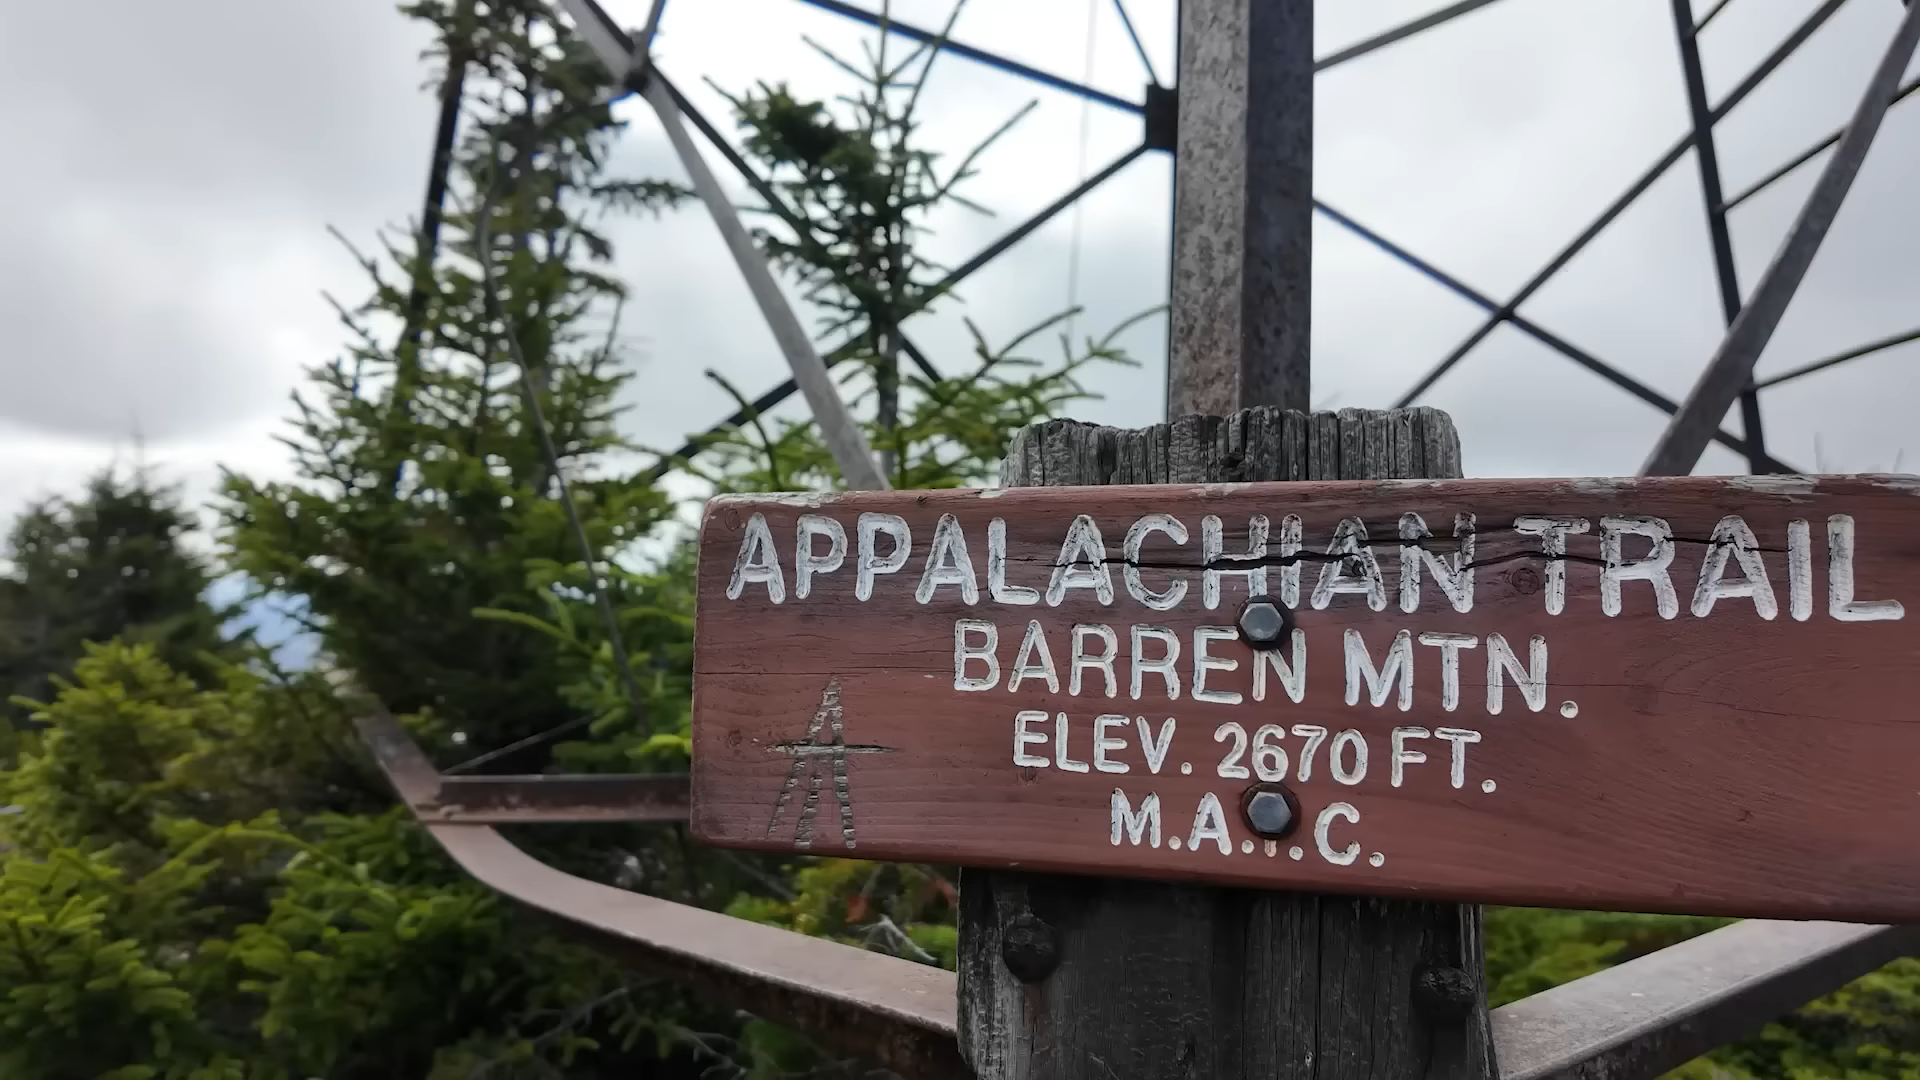 APPALACHIAN TRAIL
BARREN MTN.
ELEV. 2670 FT.
M.A.T.C.